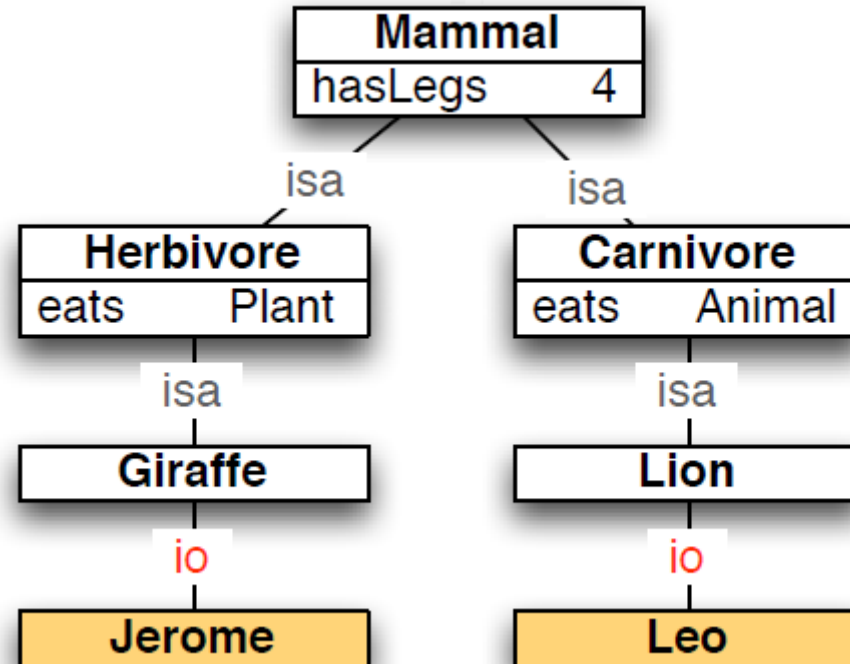 Mammal
hasLegs 4
isa isa
Herbivore Carnivore
eats Plant eats Animal
isa isa
Giraffe Lion
io io
Jerome Leo